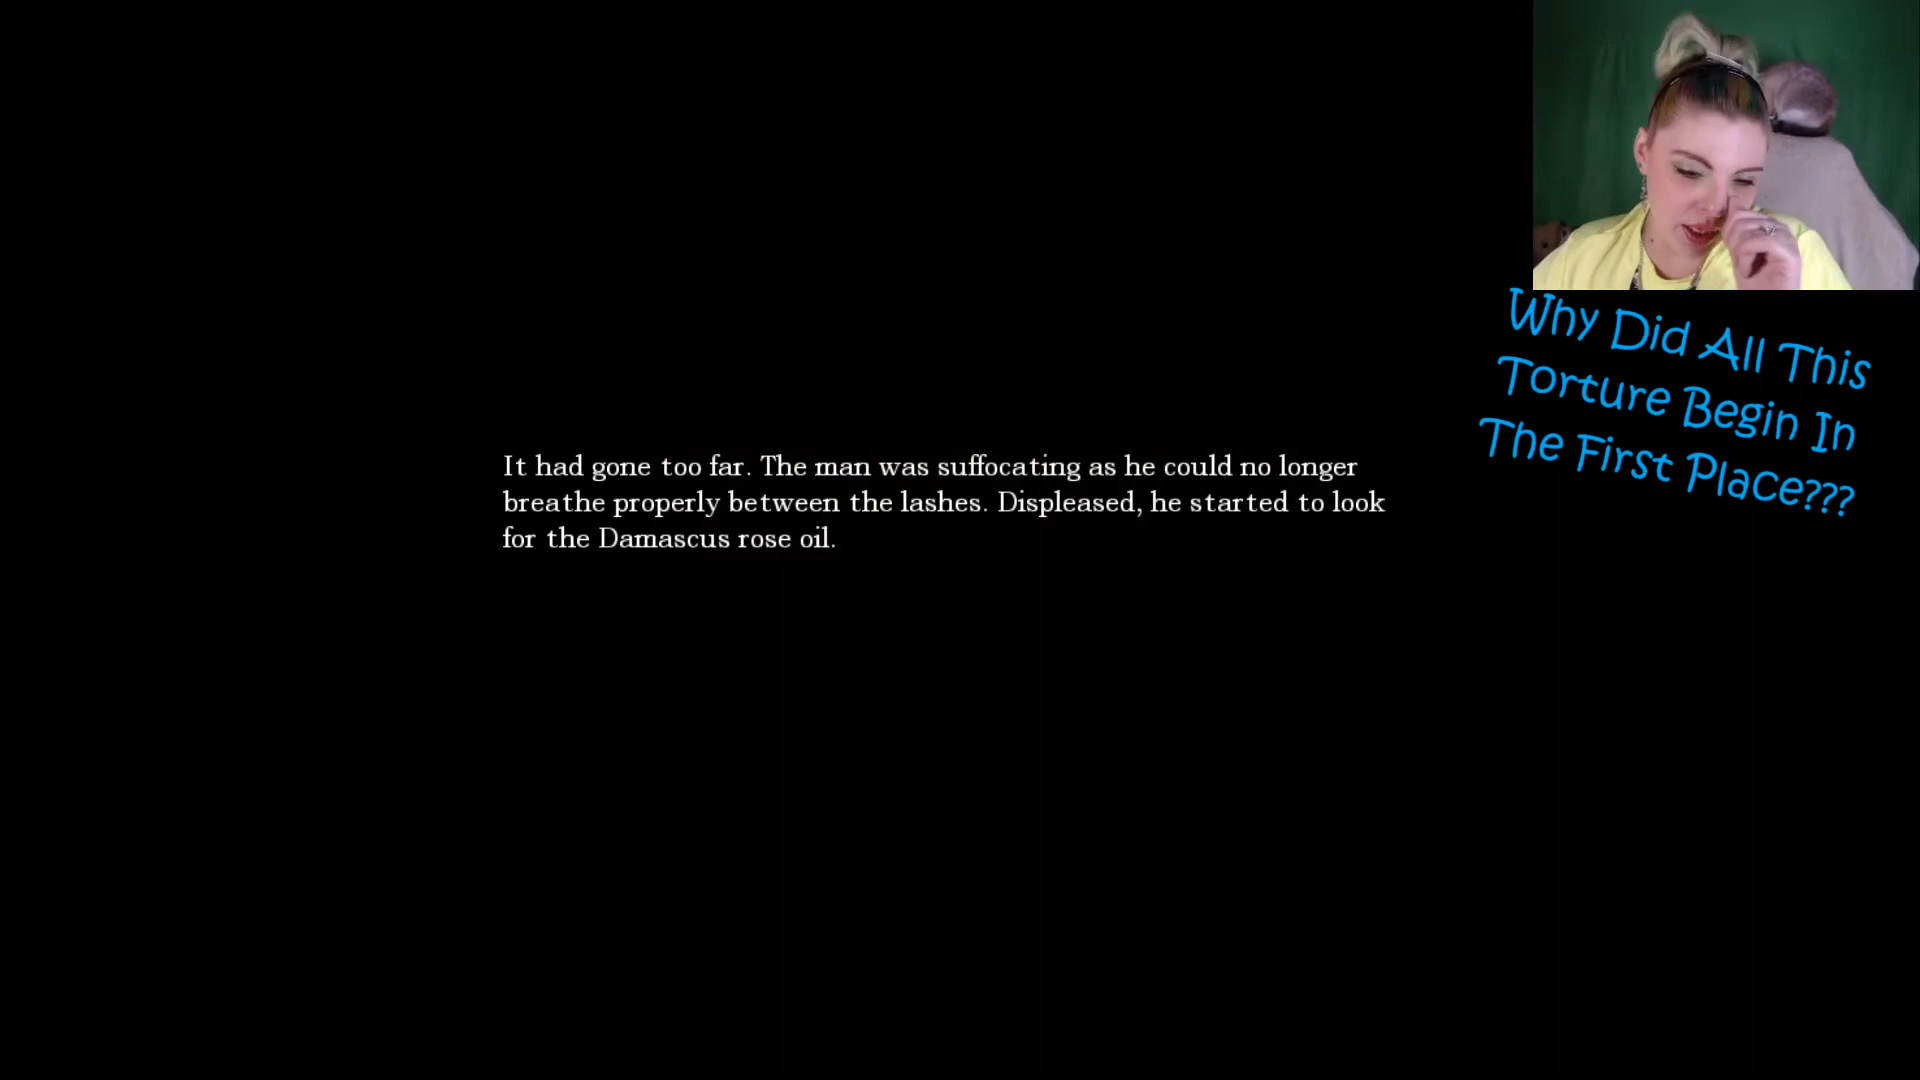 Why Did All This
Torture Begin In
The First Place???
It had gone too far. The man was suffocating as he could no longer
breathe properly between the lashes. Displeased, he started to look
for the Damascus rose oil.